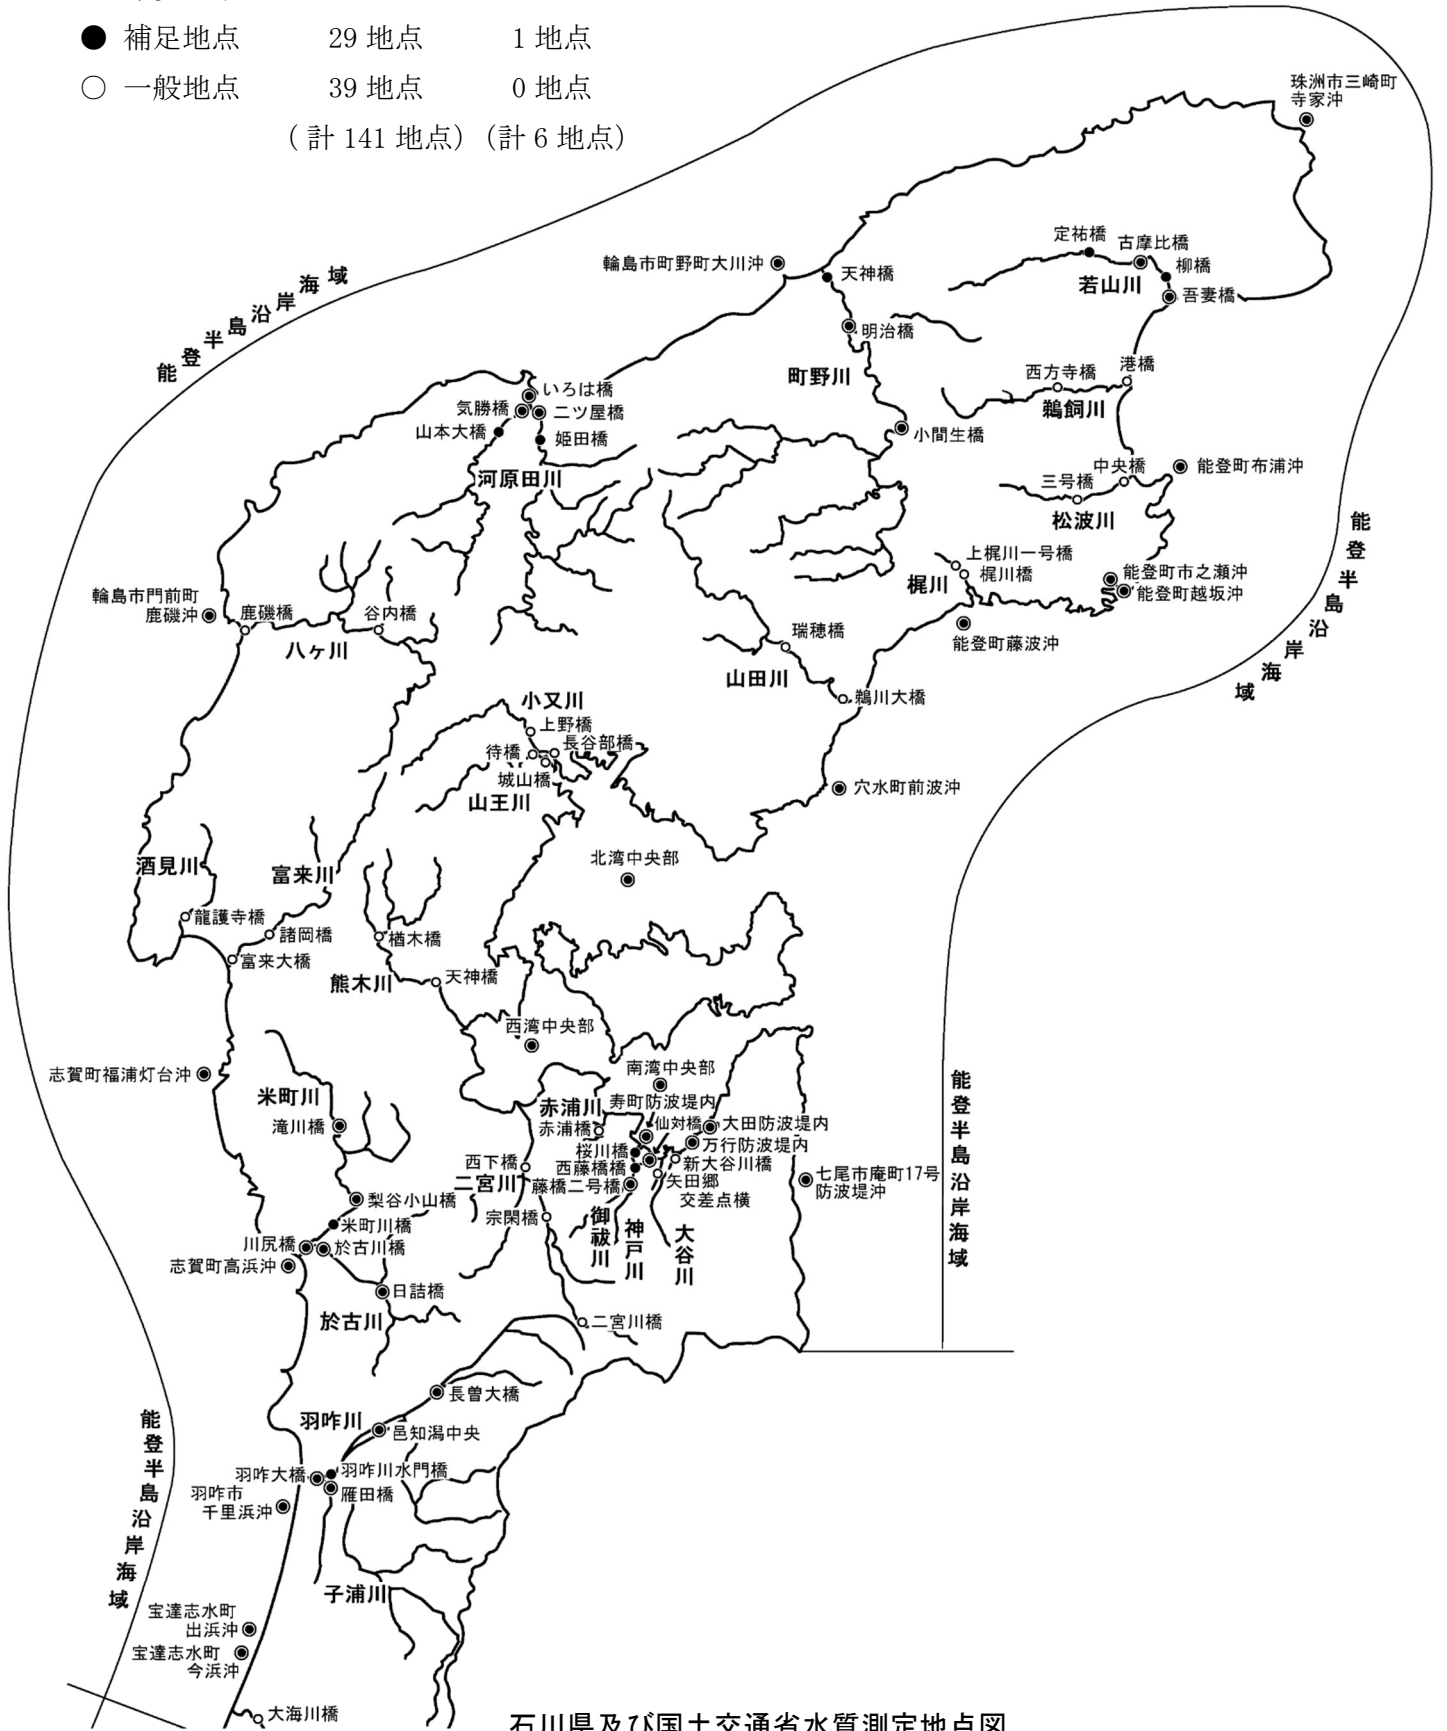 ● 補足地点 29 地点 1 地点
○ 一般地点 39 地点 0 地点
( 計 141 地点) (計 6 地点)
珠洲市三崎町
寺家沖
定祐橋
古摩比橋
柳橋
若山川
吾妻橋
輪島市町野町大川沖
天神橋
明治橋
町野川
能登半島沿岸海域
西方寺橋
港橋
鵜飼川
いろは橋
気勝橋
二ツ屋橋
山本大橋
姫田橋
河原田川
小間生橋
中央橋
能登町布浦沖
三号橋
松波川
能登半島沿岸海域
上梶川一号橋
梶川橋
梶川
能登町市之瀬沖
能登町越坂沖
能登町藤波沖
輪島市門前町
鹿磯沖
鹿磯橋
谷内橋
八ヶ川
瑞穂橋
山田川
鵜川大橋
小又川
上野橋
待橋
長谷部橋
城山橋
山王川
穴水町前波沖
北湾中央部
酒見川
富来川
龍護寺橋
諸岡橋
富来大橋
楢木橋
熊木川
天神橋
西湾中央部
南湾中央部
志賀町福浦灯台沖
米町川
滝川橋
赤浦川
寿町防波堤内
赤浦橋
仙対橋
大田防波堤内
桜川橋
万行防波堤内
西藤橋橋
新大谷川橋
西下橋
二宮川
藤橋二号橋
矢田郷
交差点横
七尾市庵町17号
防波堤沖
能登半島沿岸海域
梨谷小山橋
宗閑橋
御祓川
神戸川
大谷川
米町川橋
川尻橋
於古川橋
志賀町高浜沖
日詰橋
於古川
二宮川橋
長曽大橋
羽咋川
邑知潟中央
能登半島沿岸海域
羽咋大橋
羽咋川水門橋
雁田橋
羽咋市
千里浜沖
子浦川
宝達志水町
出浜沖
宝達志水町
今浜沖
大海川橋
石川県及び国土交通省水質測定地点図